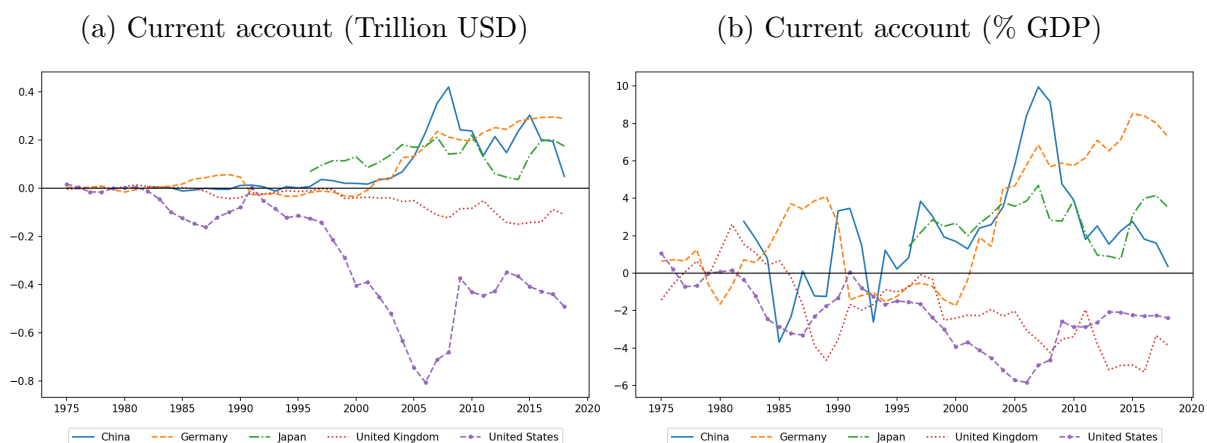 (a) Current account (Trillion USD)
0.4
0.2
0.0
−0.2
−0.4
−0.6
−0.8
1975 1980 1985 1990 1995 2000 2005 2010 2015 2020
China Germany Japan United Kingdom United States
(b) Current account (% GDP)
10
8
6
4
2
0
−2
−4
−6
1975 1980 1985 1990 1995 2000 2005 2010 2015 2020
China Germany Japan United Kingdom United States